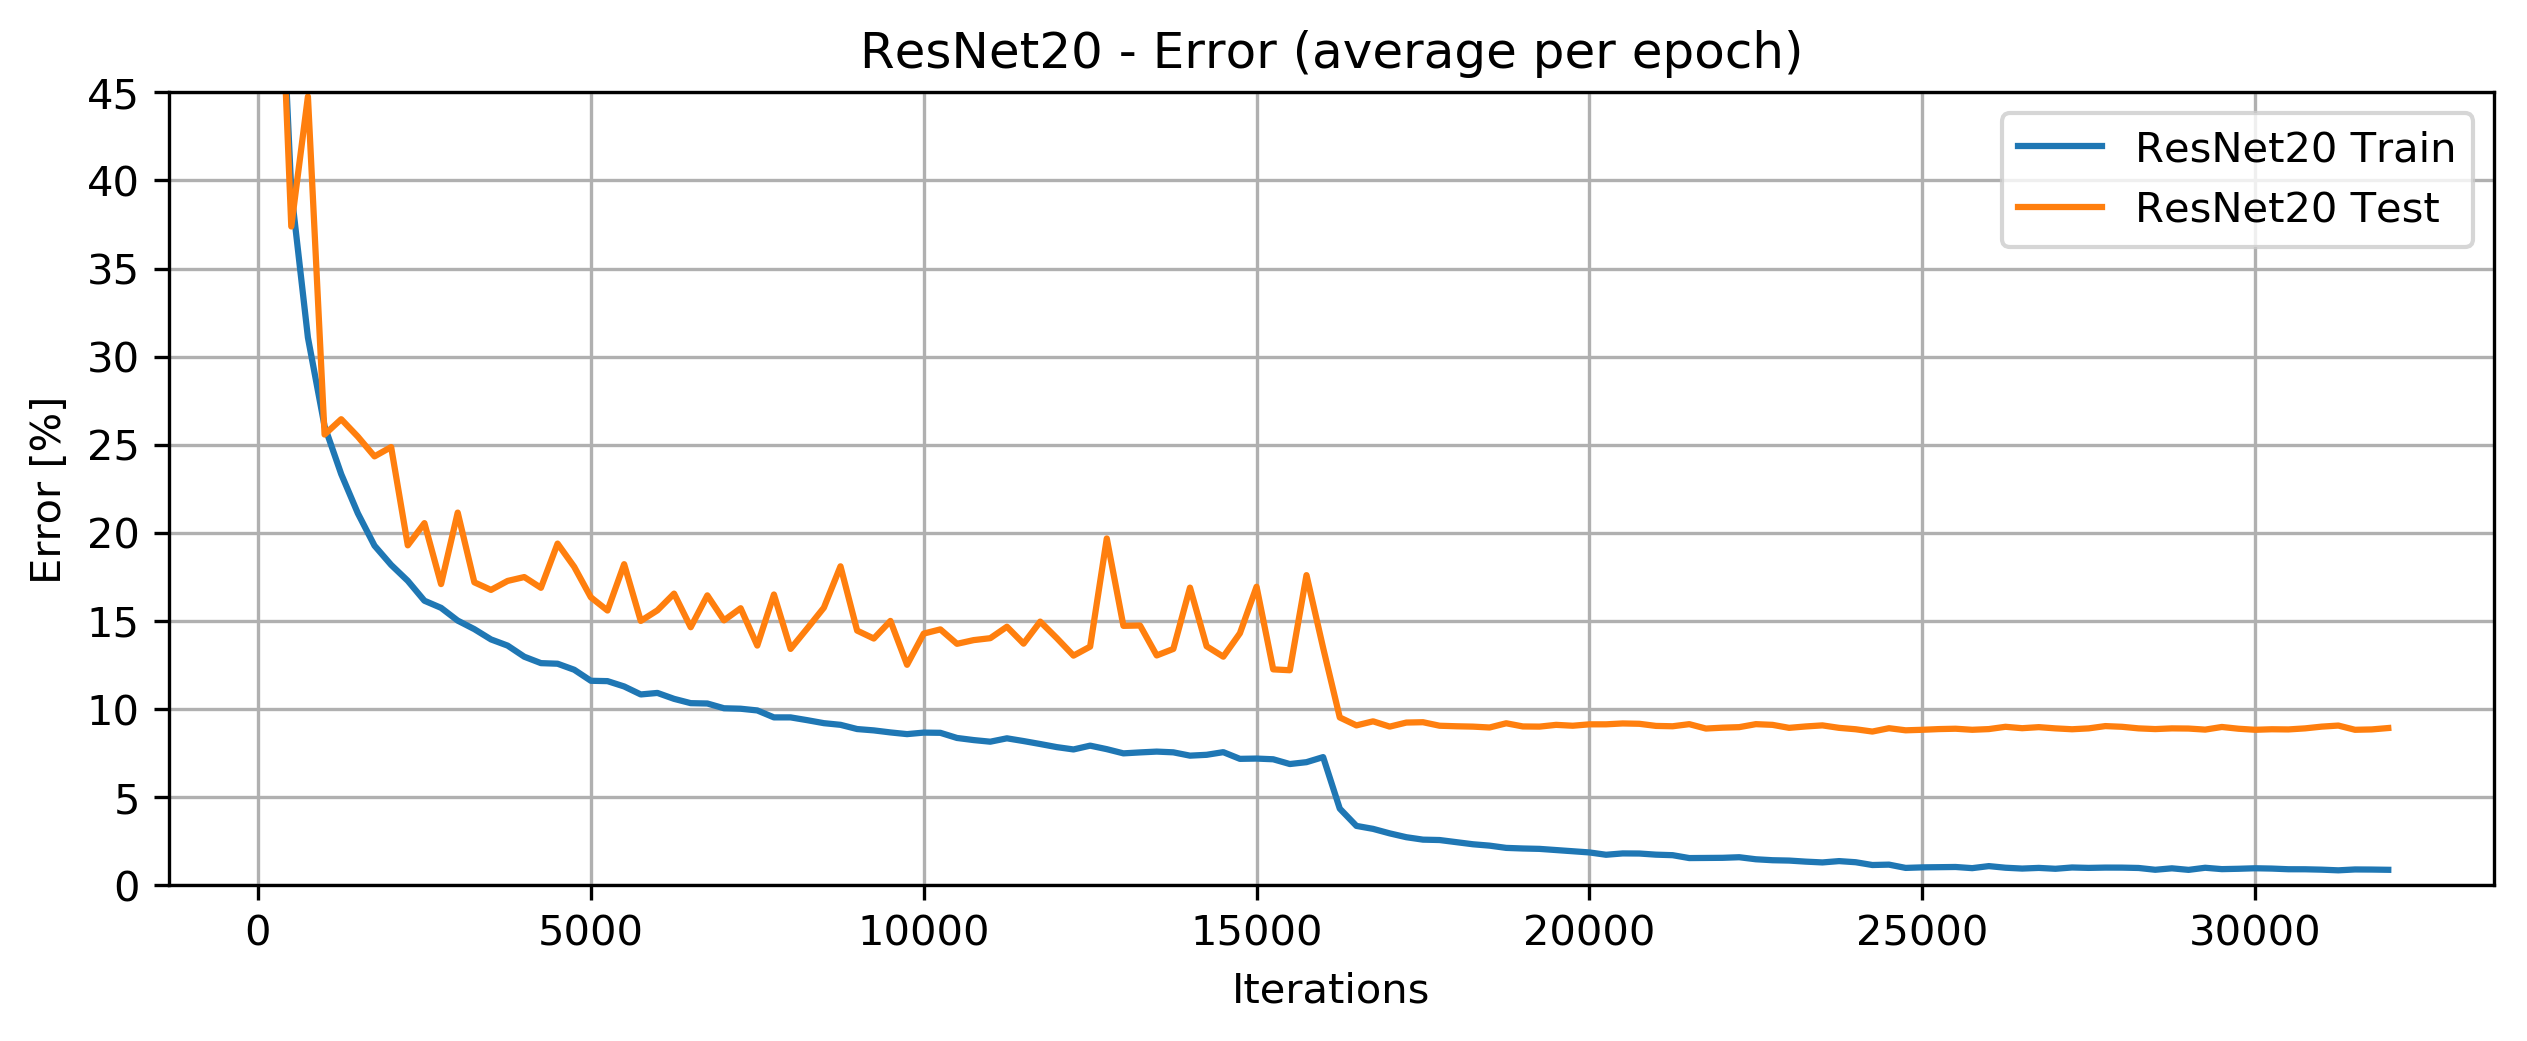 ResNet20 - Error (average per epoch)
45
40
35
30
25
20
15
10
5
0
Error [%]
ResNet20 Train
ResNet20 Test
0 5000 10000 15000 20000 25000 30000
Iterations